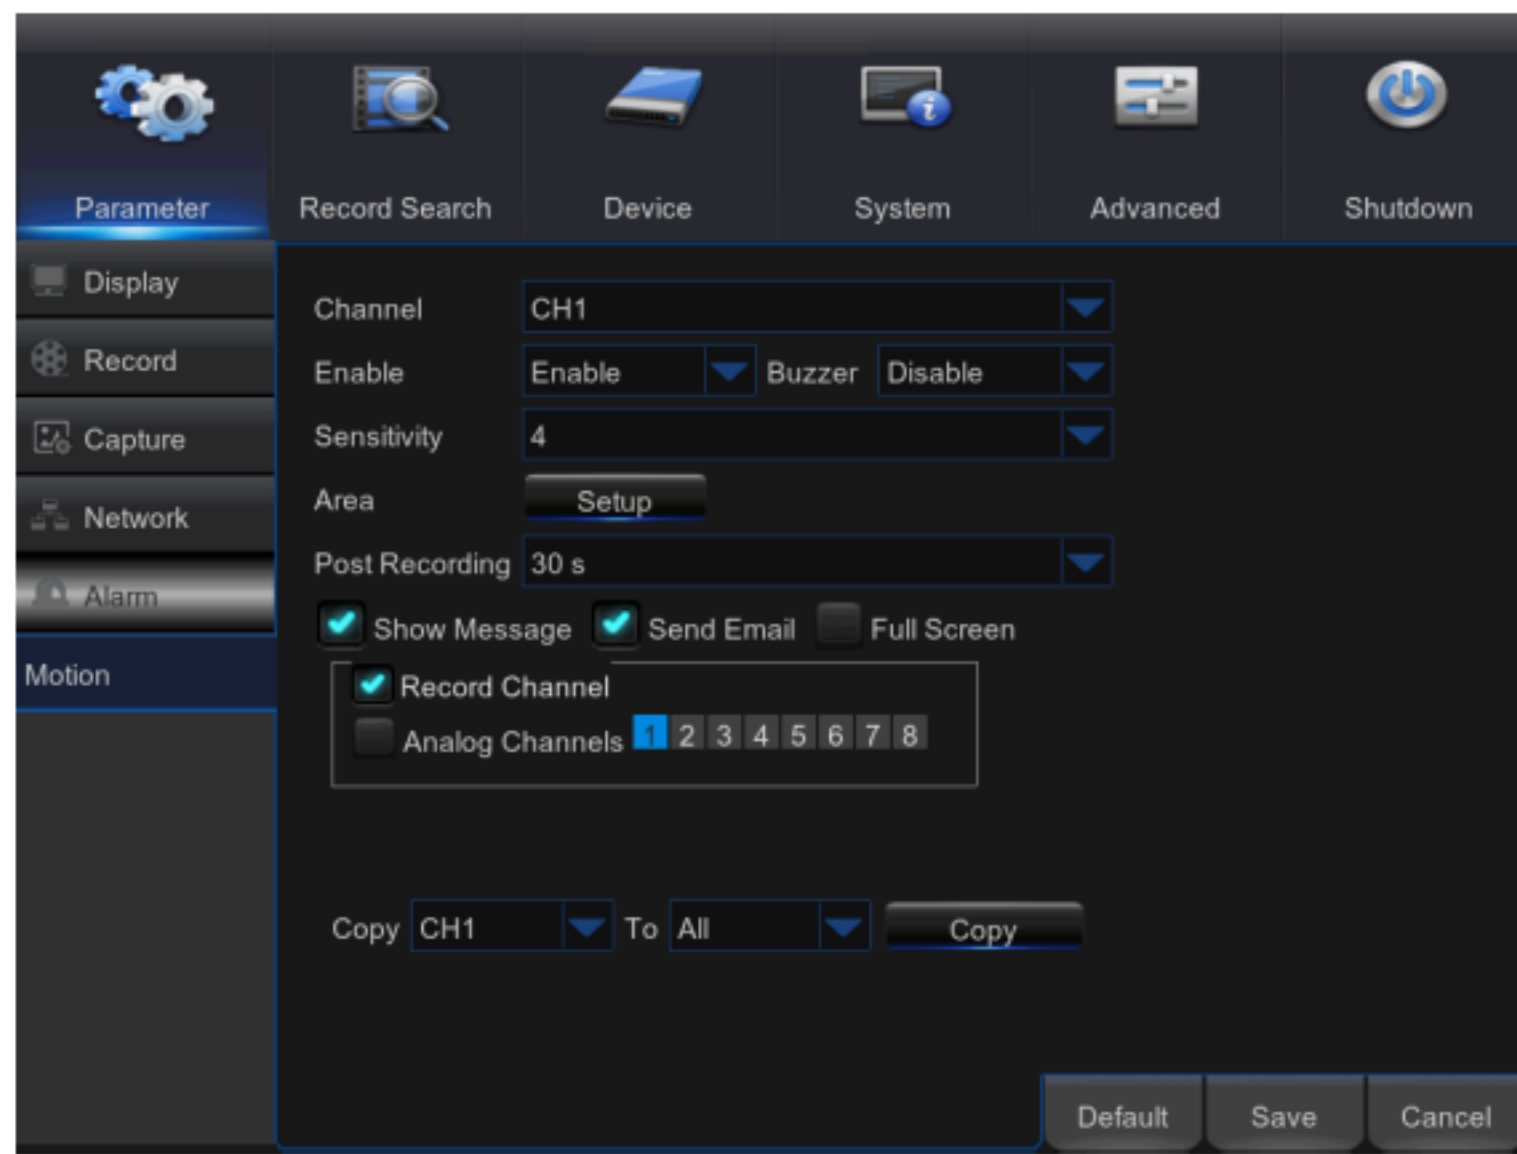 Parameter Record Search Device System Advanced Shutdown
Display
Record
Capture
Network
Alarm
Motion
Channel CH1
Enable Enable Buzzer Disable
Sensitivity 4
Area Setup
Post Recording 30 s
Show Message Send Email Full Screen
Record Channel
Analog Channels 1 2 3 4 5 6 7 8
Copy CH1 To All Copy
Default Save Cancel